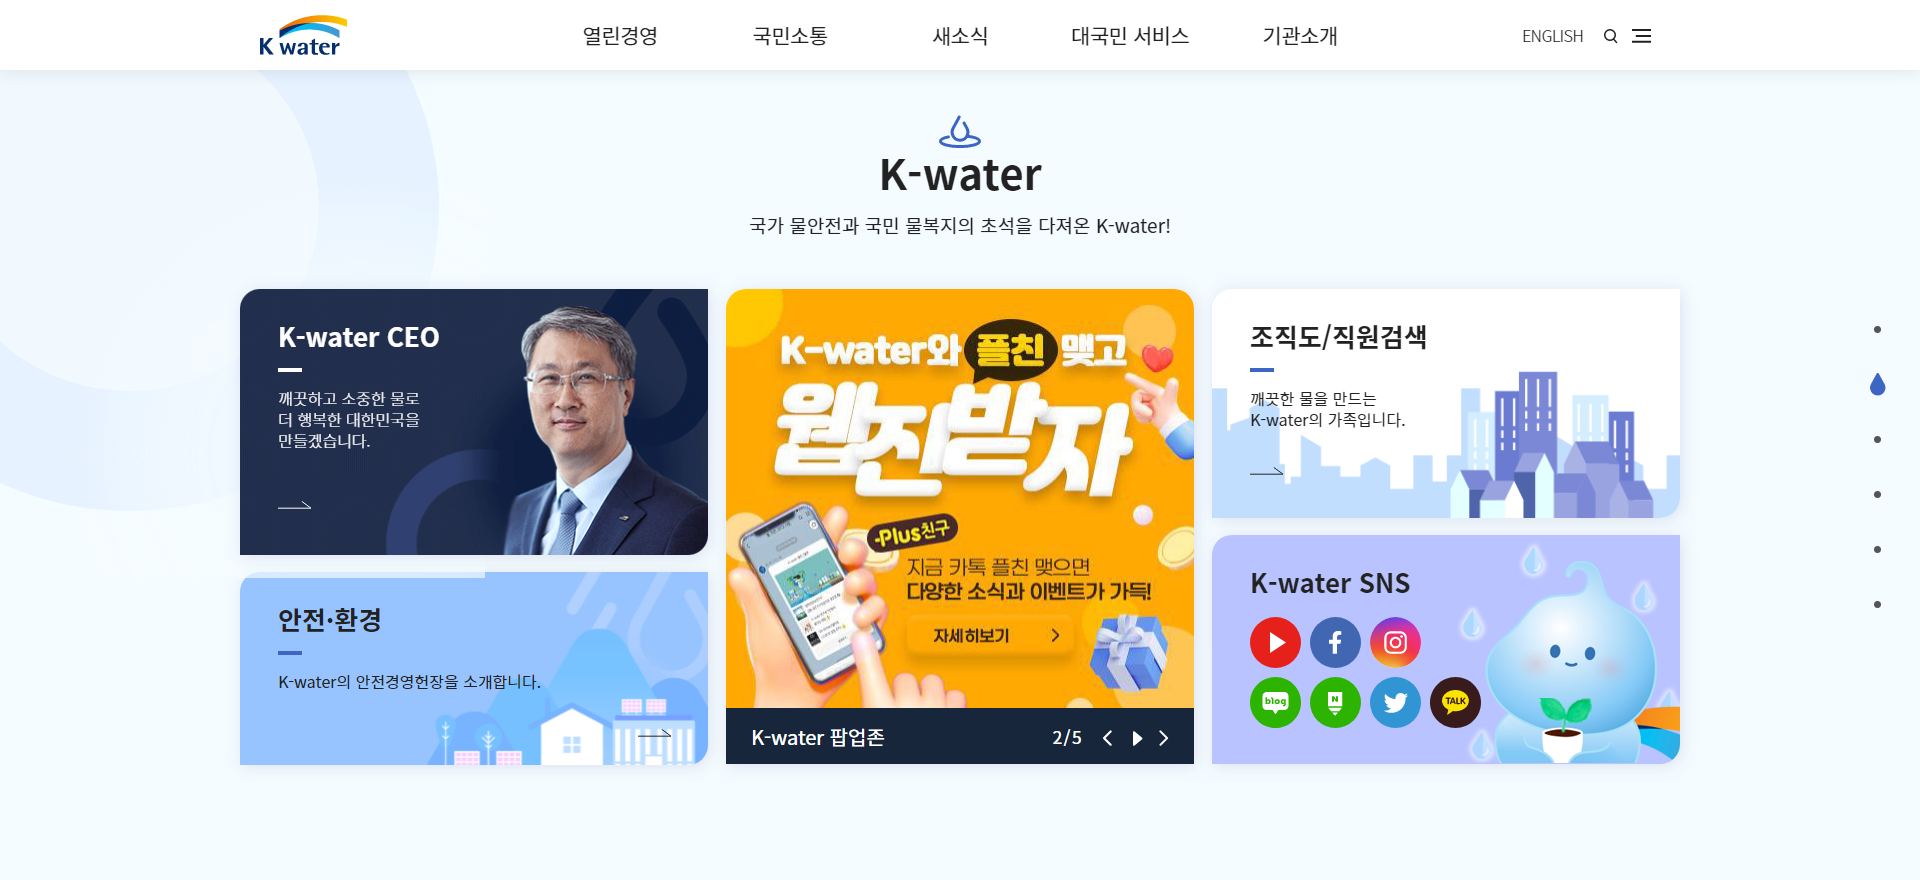 K water
열린경영
국민소통
새소식
대국민 서비스
기관소개
ENGLISH
K-water
국가 물안전과 국민 물복지의 초석을 다져온 K-water!
K-water CEO
깨끗하고 소중한 물로
더 행복한 대한민국을
만들겠습니다.
안전·환경
K-water의 안전경영헌장을 소개합니다.
K-water와 플친 맺고
웹진받자
Plus친구
지금 카톡 플친 맺으면
다양한 소식과 이벤트가 가득!
자세히보기
K-water 팝업존
2/5
조직도/직원검색
깨끗한 물을 만드는
K-water의 가족입니다.
K-water SNS
blog
N
TALK